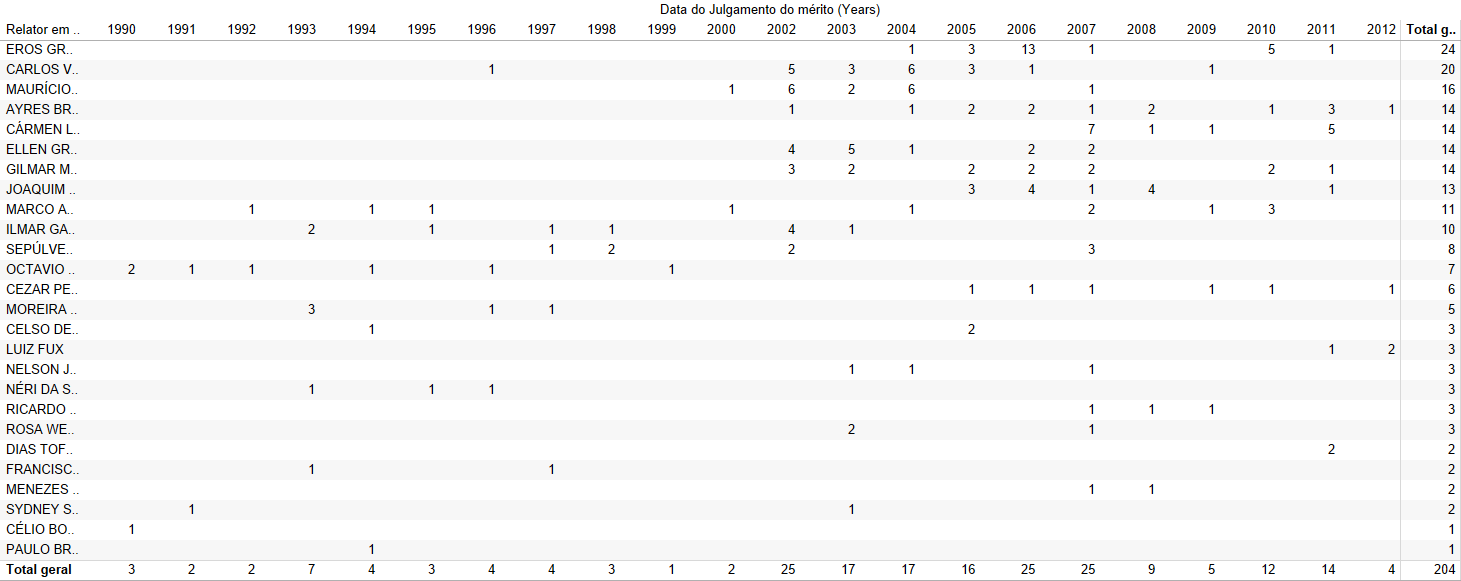 Data do Julgamento do mérito (Years)
Relator em .. 1990 1991 1992 1993 1994 1995 1996 1997 1998 1999 2000 2002 2003 2004 2005 2006 2007 2008 2009 2010 2011 2012 Total g..
EROS GR.. 1 3 13 1 5 1 24
CARLOS V.. 1 5 3 6 3 1 1 20
MAURÍCIO.. 1 6 2 6 1 16
AYRES BR.. 1 1 2 2 1 2 1 3 1 14
CÁRMEN L.. 7 1 1 5 14
ELLEN GR.. 4 5 1 2 2 14
GILMAR M.. 3 2 2 2 2 2 1 14
JOAQUIM .. 3 4 1 4 1 13
MARCO A.. 1 1 1 1 1 2 1 3 11
ILMAR GA.. 2 1 1 1 4 1 10
SEPÚLVE.. 1 2 2 3 8
OCTAVIO .. 2 1 1 1 1 1 7
CEZAR PE.. 1 1 1 1 1 1 6
MOREIRA .. 3 1 1 5
CELSO DE.. 1 2 3
LUIZ FUX 1 2 3
NELSON J.. 1 1 1 3
NÉRI DA S.. 1 1 1 3
RICARDO .. 1 1 1 3
ROSA WE.. 2 1 3
DIAS TOF.. 2 2
FRANCISC.. 1 1 2
MENEZES .. 1 1 2
SYDNEY S.. 1 1 2
CÉLIO BO.. 1 1
PAULO BR.. 1 1
Total geral 3 2 2 7 4 3 4 4 3 1 2 25 17 17 16 25 25 9 5 12 14 4 204